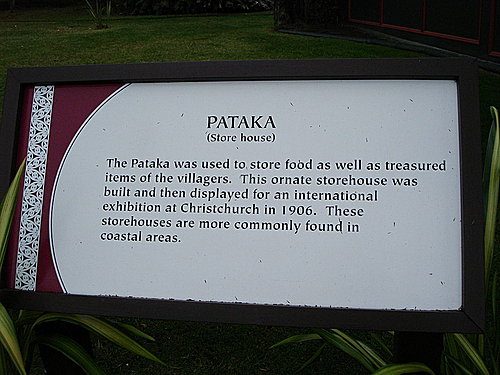 PATAKA
(Store house)
The Pataka was used to store food as well as treasured
items of the villagers. This ornate storehouse was
built and then displayed for an international
exhibition at Christchurch in 1906. These
storehouses are more commonly found in
coastal areas.